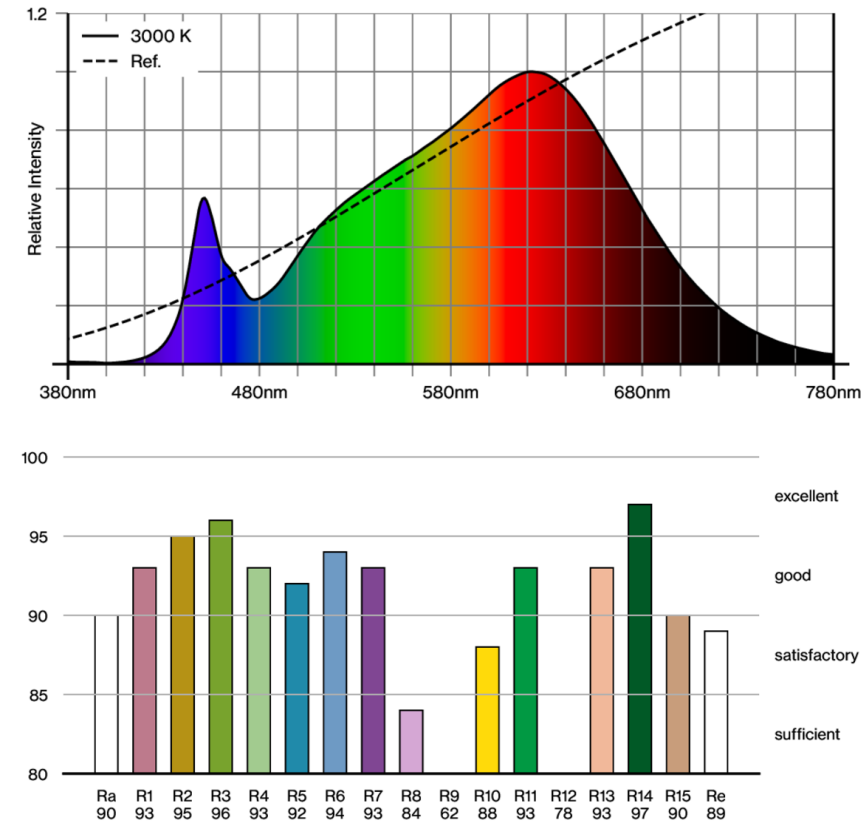 1.2
3000 K
Ref.
Relative Intensity
380nm 480nm 580nm 680nm 780nm
100
excellent
95
good
90
satisfactory
85
sufficient
80
Ra R1 R2 R3 R4 R5 R6 R7 R8 R9 R10 R11 R12 R13 R14 R15 Re
90 93 95 96 93 92 94 93 84 62 88 93 78 93 97 90 89